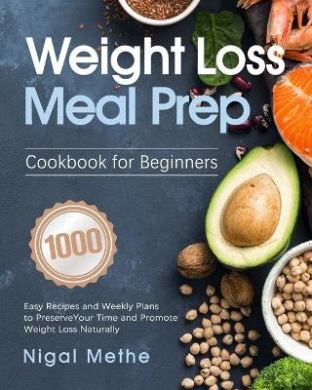 Weight Loss
Meal Prep
Cookbook for Beginners
1000
Easy Recipes and Weekly Plans
to PreserveYour Time and Promote
Weight Loss Naturally
Nigal Methe